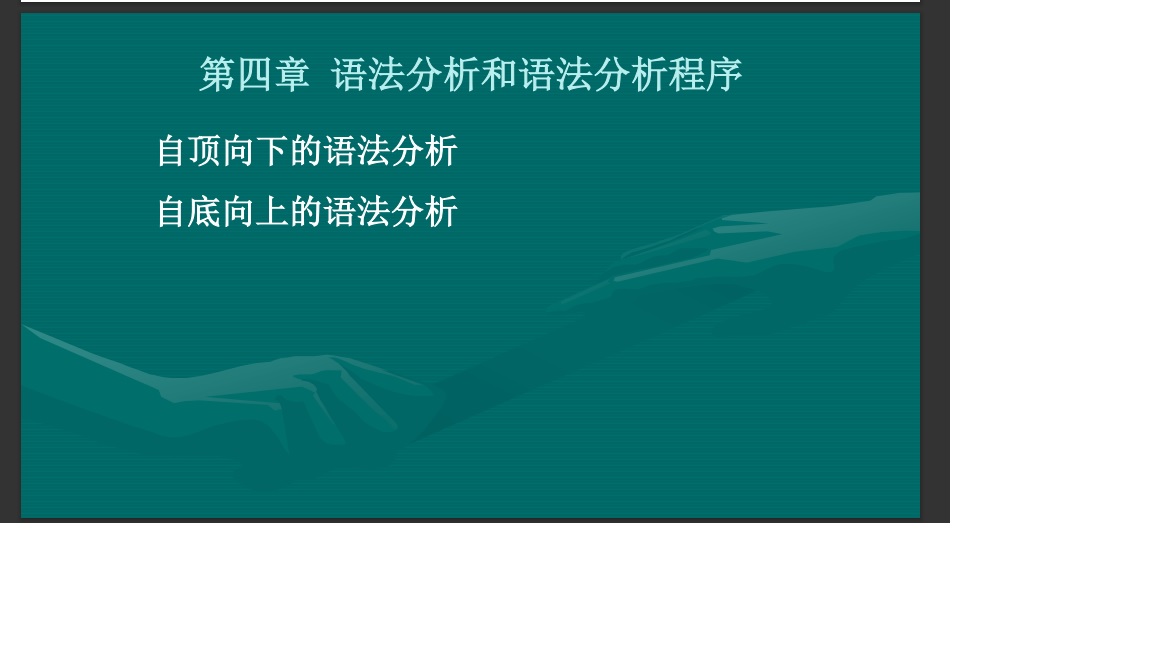 第四章 语法分析和语法分析程序
自顶向下的语法分析
自底向上的语法分析